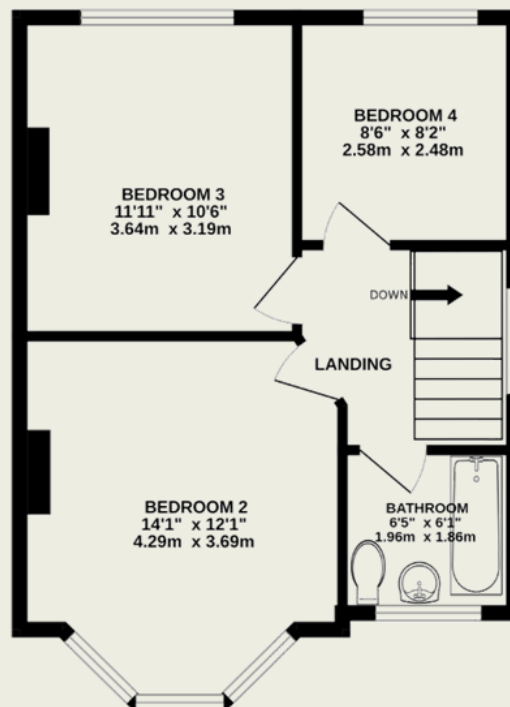 BEDROOM 4
8'6" x 8'2"
2.58m x 2.48m
BEDROOM 3
11'11" x 10'6"
3.64m x 3.19m
DOWN
LANDING
BEDROOM 2
14'1" x 12'1"
4.29m x 3.69m
BATHROOM
6'5" x 6'1"
1.96m x 1.86m